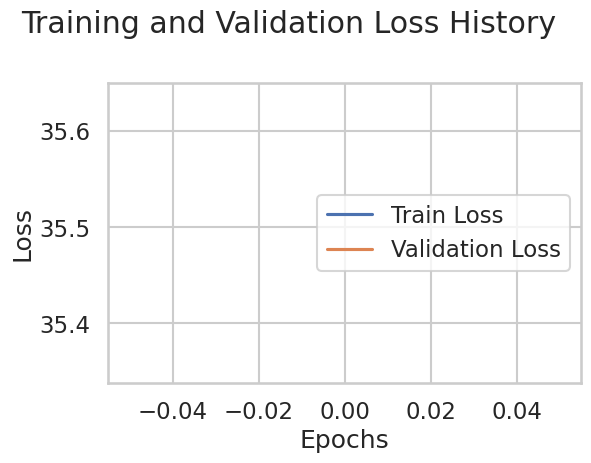 Training and Validation Loss History
35.6
35.5
35.4
Loss
Train Loss
Validation Loss
−0.04 −0.02 0.00 0.02 0.04
Epochs